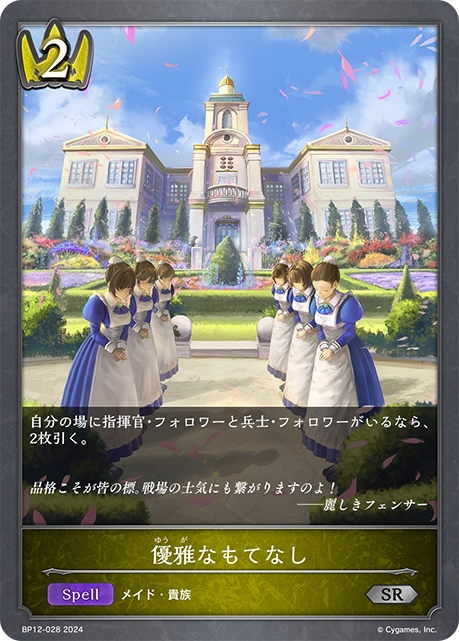 2
自分の場に指揮官・フォロワーと兵士・フォロワーがいるなら、
2枚引く。
品格こそが皆の標。戦場の士気にも繋がりますのよ！
──麗しきフェンサー
ゆうが
優雅なもてなし
Spell メイド・貴族
SR
BP12-028 2024
© Cygames, Inc.